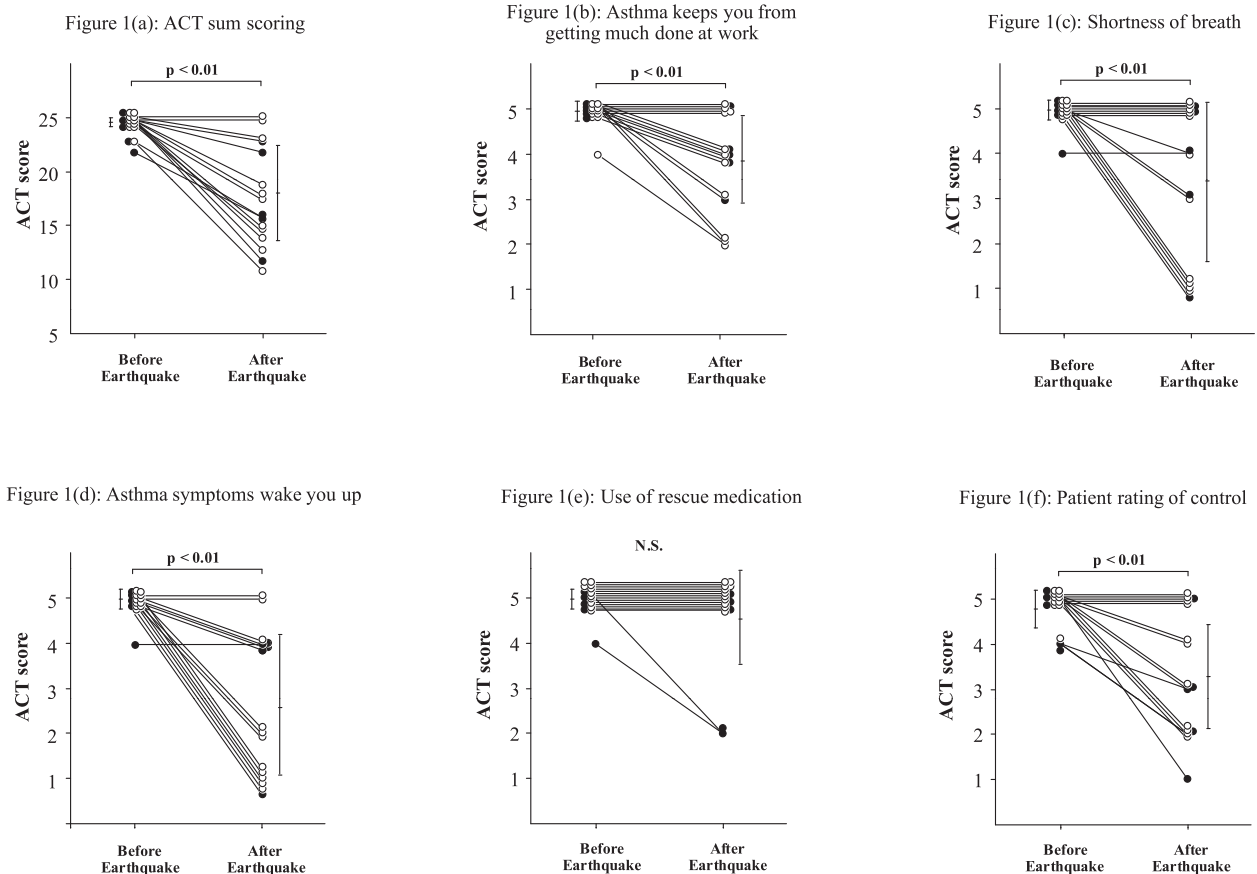 Figure 1(a): ACT sum scoring
p < 0.01
ACT score
25
20
15
10
5
Before
Earthquake
After
Earthquake
Figure 1(b): Asthma keeps you from
getting much done at work
p < 0.01
ACT score
5
4
3
2
1
Before
Earthquake
After
Earthquake
Figure 1(c): Shortness of breath
p < 0.01
ACT score
5
4
3
2
1
Before
Earthquake
After
Earthquake
Figure 1(d): Asthma symptoms wake you up
p < 0.01
ACT score
5
4
3
2
1
Before
Earthquake
After
Earthquake
Figure 1(e): Use of rescue medication
N.S.
ACT score
5
4
3
2
1
Before
Earthquake
After
Earthquake
Figure 1(f): Patient rating of control
p < 0.01
ACT score
5
4
3
2
1
Before
Earthquake
After
Earthquake